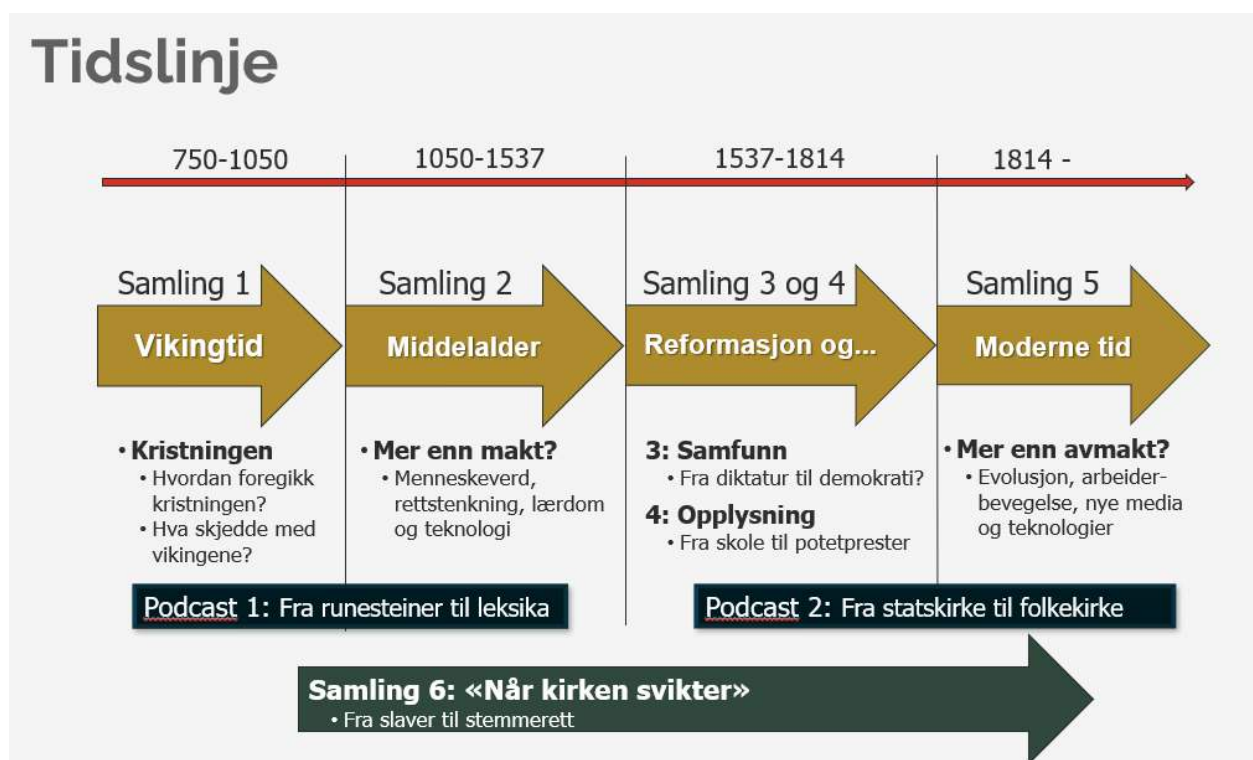 Tidslinje
750-1050
1050-1537
1537-1814
1814 -
Samling 1
Vikingtid
• Kristningen
• Hvordan foregikk
kristningen?
• Hva skjedde med
vikingene?
Samling 2
Middelalder
• Mer enn makt?
• Menneskeverd,
rettstenkning, lærdom
og teknologi
Samling 3 og 4
Reformasjon og...
3: Samfunn
• Fra diktatur til demokrati?
4: Opplysning
• Fra skole til potetprester
Samling 5
Moderne tid
• Mer enn avmakt?
• Evolusjon, arbeider-
bevegelse, nye media
og teknologier
Podcast 1: Fra runesteiner til leksika
Podcast 2: Fra statskirke til folkekirke
Samling 6: «Når kirken svikter»
• Fra slaver til stemmerett